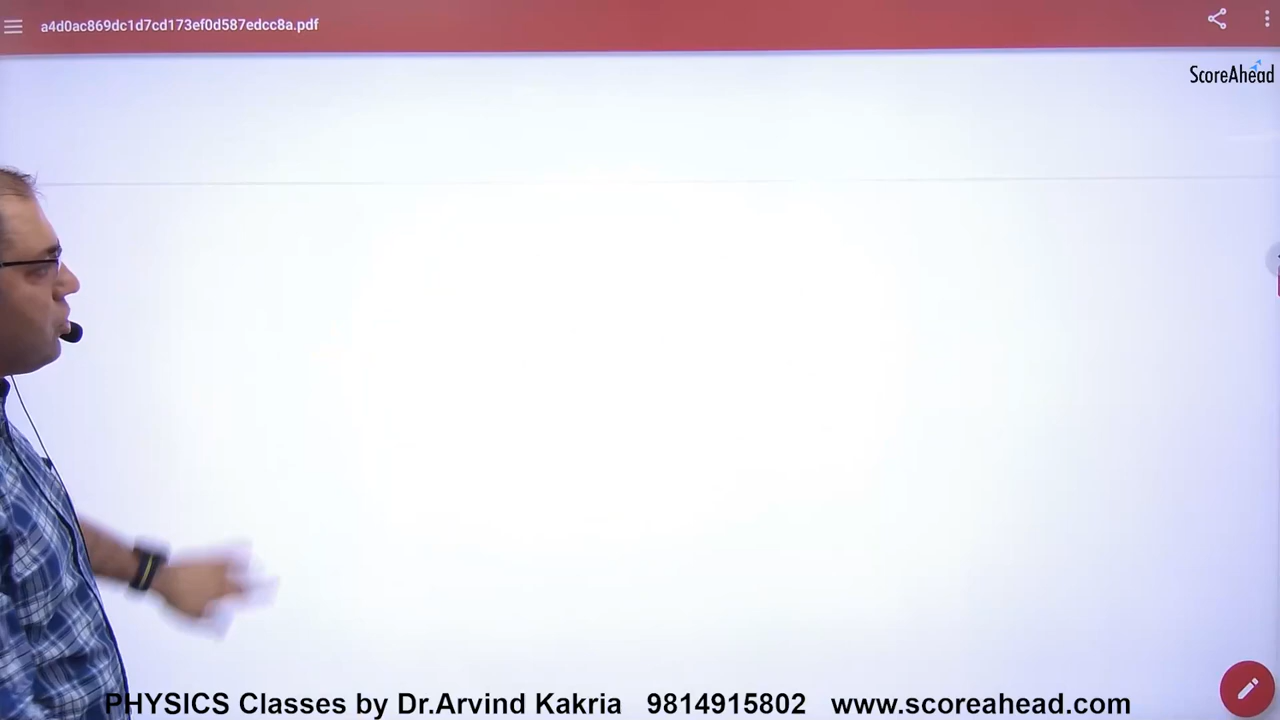 a4d0ac869dc1d7cd173ef0d587edcc8a.pdf
ScoreAhead
PHYSICS Classes by Dr.Arvind Kakria 9814915802 www.scoreahead.com